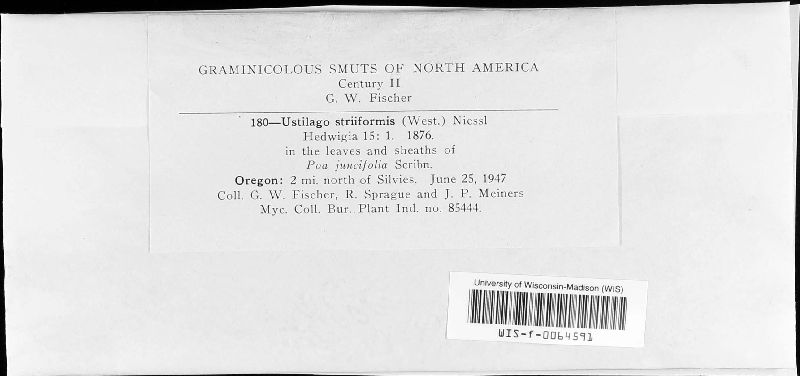 GRAMINICOLOUS SMUTS OF NORTH AMERICA
Century II
G. W. Fischer
180—Ustilago striiformis (West.) Niessl
Hedwigia 15: 1. 1876.
in the leaves and sheaths of
Poa juncifolia Scribn.
Oregon: 2 mi. north of Silvies. June 25, 1947
Coll. G. W. Fischer, R. Sprague and J. P. Meiners
Myc. Coll. Bur. Plant Ind. no. 85444.
University of Wisconsin-Madison (WIS)
WIS-f-0064591